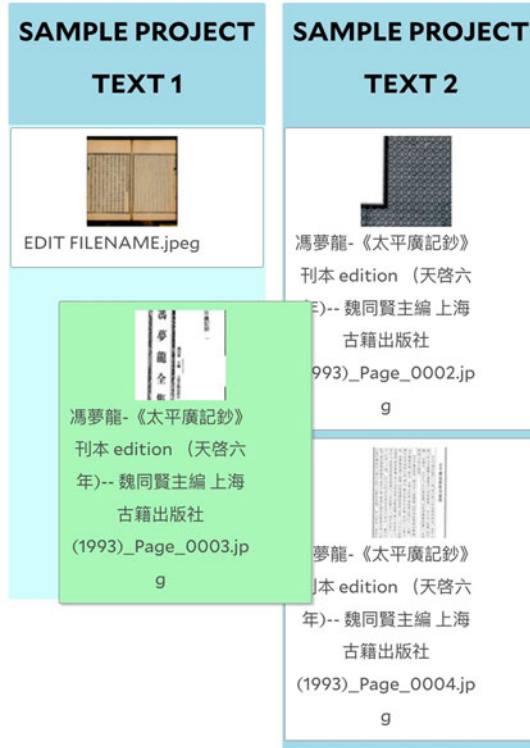 SAMPLE PROJECT
TEXT 1
EDIT FILENAME.jpeg
馮夢龍全
馮夢龍-《太平廣記鈔》
刊本 edition （天啓六
年)-- 魏同賢主編 上海
古籍出版社
(1993)_Page_0003.jp
g
SAMPLE PROJECT
TEXT 2
馮夢龍-《太平廣記鈔》
刊本 edition （天啓六
年)-- 魏同賢主編 上海
古籍出版社
993)_Page_0002.jp
g
夢龍-《太平廣記鈔》
本 edition （天啓六
年)-- 魏同賢主編 上海
古籍出版社
(1993)_Page_0004.jp
g